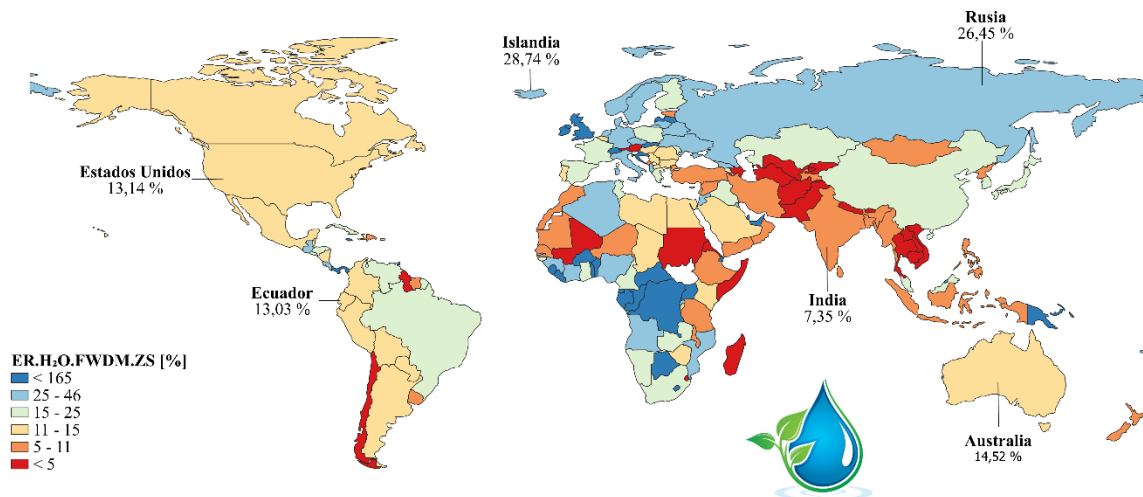 Islandia
28,74 %
Rusia
26,45 %
Estados Unidos
13,14 %
Ecuador
13,03 %
India
7,35 %
Australia
14,52 %
ER.H₂O.FWDM.ZS [%]
< 165
25 - 46
15 - 25
11 - 15
5 - 11
< 5